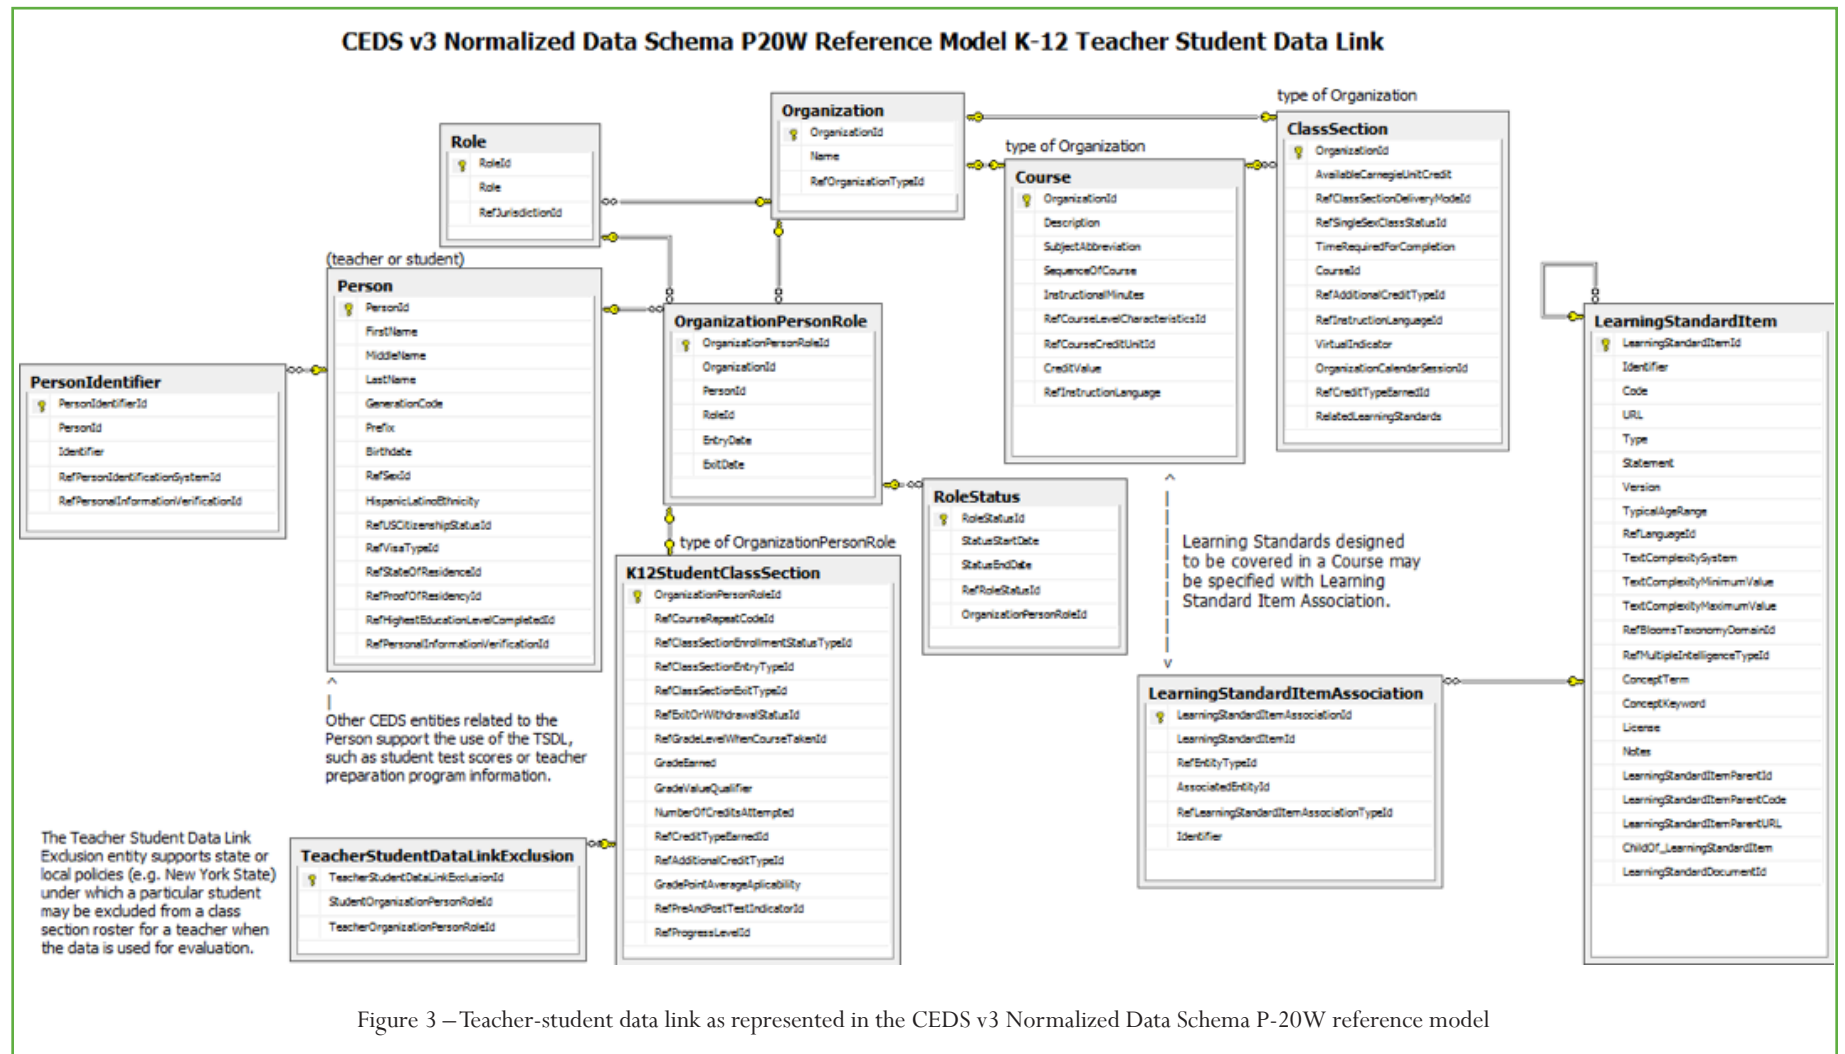 CEDS v3 Normalized Data Schema P20W Reference Model K-12 Teacher Student Data Link
Role
RoleId
Role
RefJurisdictionId
Organization
OrganizationId
Name
RefOrganizationTypeId
type of Organization
Course
OrganizationId
Description
SubjectAbbreviation
SequenceOfCourse
InstructionalMinutes
RefCourseLevelCharacteristicsId
RefCourseCreditUnitId
CreditValue
RefInstructionLanguage
type of Organization
ClassSection
OrganizationId
AvailableCarnegieUnitCredit
RefClassSectionDeliveryModeId
RefSingleSexClassStatusId
TimeRequiredForCompletion
CourseId
RefAdditionalCreditTypeId
RefInstructionLanguageId
VirtualIndicator
OrganizationCalendarSessionId
RefCreditTypeEarnedId
RelatedLearningStandards
(teacher or student)
Person
PersonId
FirstName
MiddleName
LastName
GenerationCode
Prefix
Birthdate
RefSexId
HispanicLatinoEthnicity
RefUSCitizenshipStatusId
RefVisaTypeId
RefStateOfResidenceId
RefProofOfResidencyId
RefHighestEducationLevelCompletedId
RefPersonalInformationVerificationId
PersonIdentifier
PersonIdentifierId
PersonId
Identifier
RefPersonIdentificationSystemId
RefPersonalInformationVerificationId
OrganizationPersonRole
OrganizationPersonRoleId
OrganizationId
PersonId
RoleId
EntryDate
ExitDate
RoleStatus
RoleStatusId
StatusStartDate
StatusEndDate
RefRoleStatusId
OrganizationPersonRoleId
type of OrganizationPersonRole
K12StudentClassSection
OrganizationPersonRoleId
RefCourseRepeatCodeId
RefClassSectionEnrollmentStatusTypeId
RefClassSectionEntryTypeId
RefClassSectionExitTypeId
RefExitOrWithdrawalStatusId
RefGradeLevelWhenCourseTakenId
GradeEarned
GradeValueQualifier
NumberOfCreditsAttempted
RefCreditTypeEarnedId
RefAdditionalCreditTypeId
GradePointAverageAplicability
RefPreAndPostTestIndicatorId
RefProgressLevelId
Learning Standards designed
to be covered in a Course may
be specified with Learning
Standard Item Association.
LearningStandardItem
LearningStandardItemId
Identifier
Code
URL
Type
Statement
Version
TypicalAgeRange
RefLanguageId
TextComplexitySystem
TextComplexityMinimumValue
TextComplexityMaximumValue
RefBloomsTaxonomyDomainId
RefMultipleIntelligenceTypeId
ConceptTerm
ConceptKeyword
License
Notes
LearningStandardItemParentId
LearningStandardItemParentCode
LearningStandardItemParentURL
ChildOf_LearningStandardItem
LearningStandardDocumentId
LearningStandardItemAssociation
LearningStandardItemAssociationId
LearningStandardItemId
RefEntityTypeId
AssociatedEntityId
RefLearningStandardItemAssociationTypeId
Identifier
Other CEDS entities related to the
Person support the use of the TSDL,
such as student test scores or teacher
preparation program information.
The Teacher Student Data Link
Exclusion entity supports state or
local policies (e.g. New York State)
under which a particular student
may be excluded from a class
section roster for a teacher when
the data is used for evaluation.
TeacherStudentDataLinkExclusion
TeacherStudentDataLinkExclusionId
StudentOrganizationPersonRoleId
TeacherOrganizationPersonRoleId
Figure 3 – Teacher-student data link as represented in the CEDS v3 Normalized Data Schema P-20W reference model